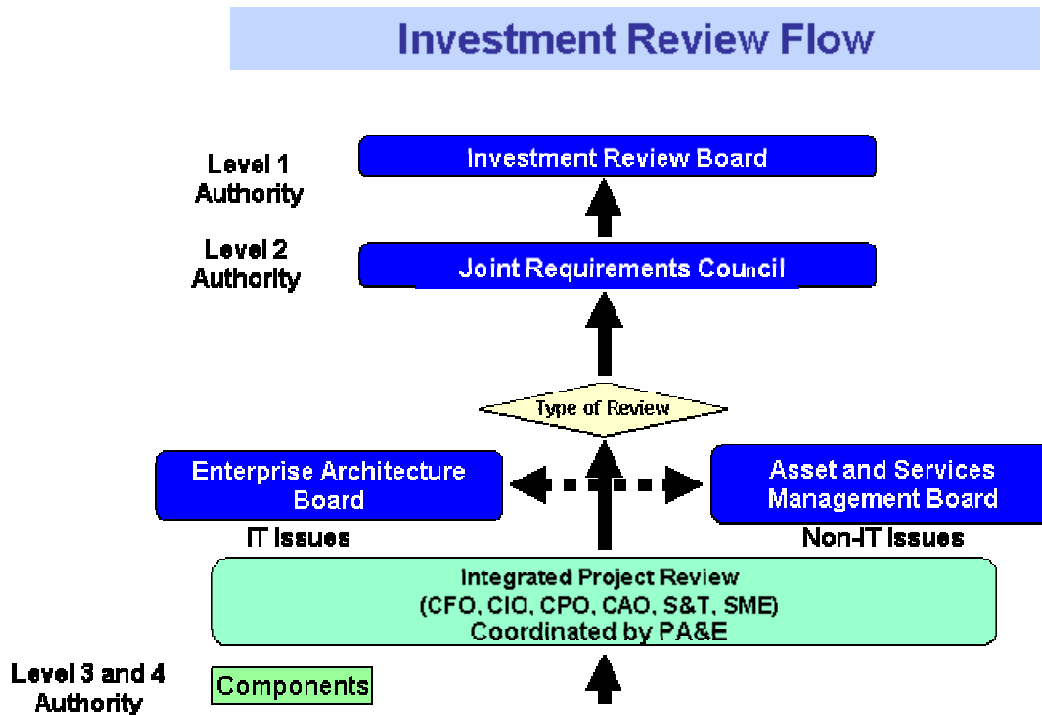 Investment Review Flow
Level 1
Authority
Investment Review Board
Level 2
Authority
Joint Requirements Council
Type of Review
Enterprise Architecture
Board
Asset and Services
Management Board
IT Issues
Non-IT Issues
Integrated Project Review
(CFO, CIO, CPO, CAO, S&T, SME)
Coordinated by PA&E
Level 3 and 4
Authority
Components